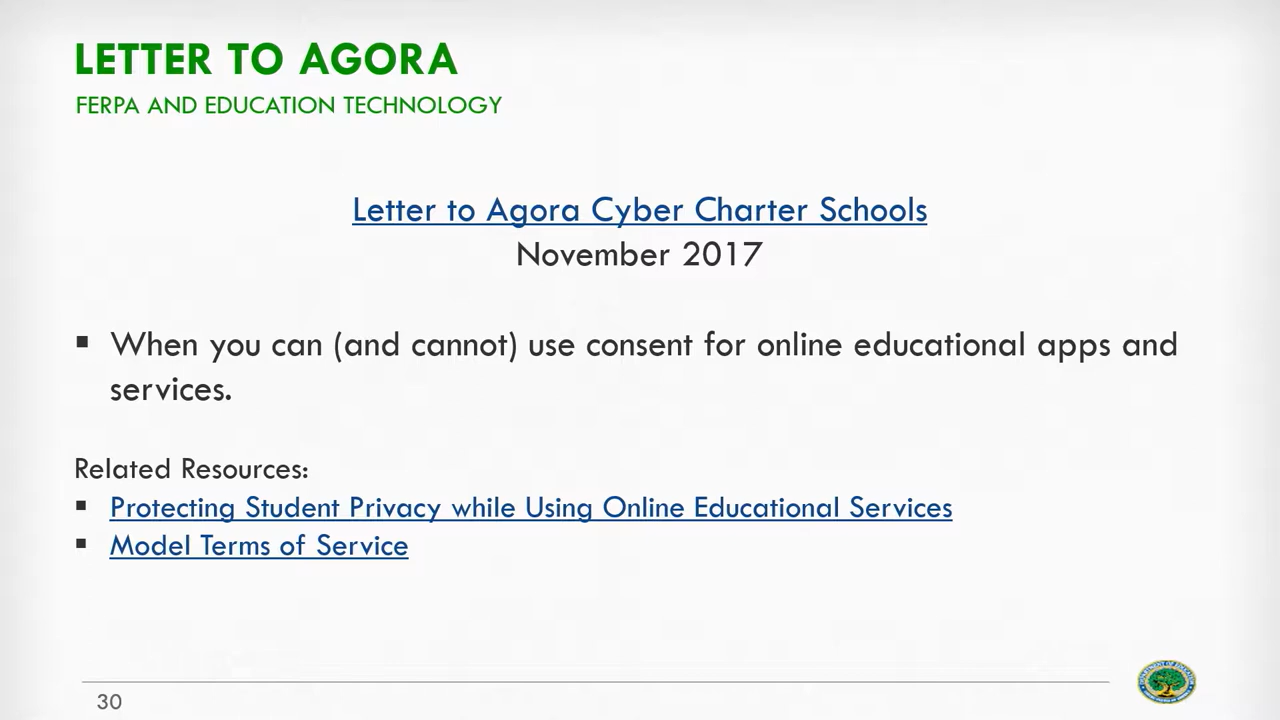 LETTER TO AGORA
FERPA AND EDUCATION TECHNOLOGY
Letter to Agora Cyber Charter Schools
November 2017
▪ When you can (and cannot) use consent for online educational apps and
services.
Related Resources:
▪ Protecting Student Privacy while Using Online Educational Services
▪ Model Terms of Service
30